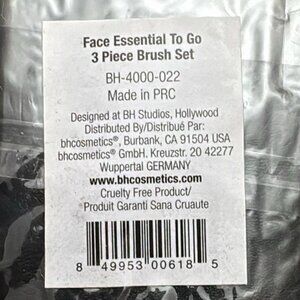 Face Essential To Go
3 Piece Brush Set
BH-4000-022
Made in PRC
Designed at BH Studios, Hollywood
Distributed By/Distribué Par:
bhcosmetics®, Burbank, CA 91504 USA
bhcosmetics® GmbH, Kreuzstr. 20 42277
Wuppertal GERMANY
www.bhcosmetics.com
Cruelty Free Product/
Produit Garanti Sana Cruaute
8 49953 00618 5